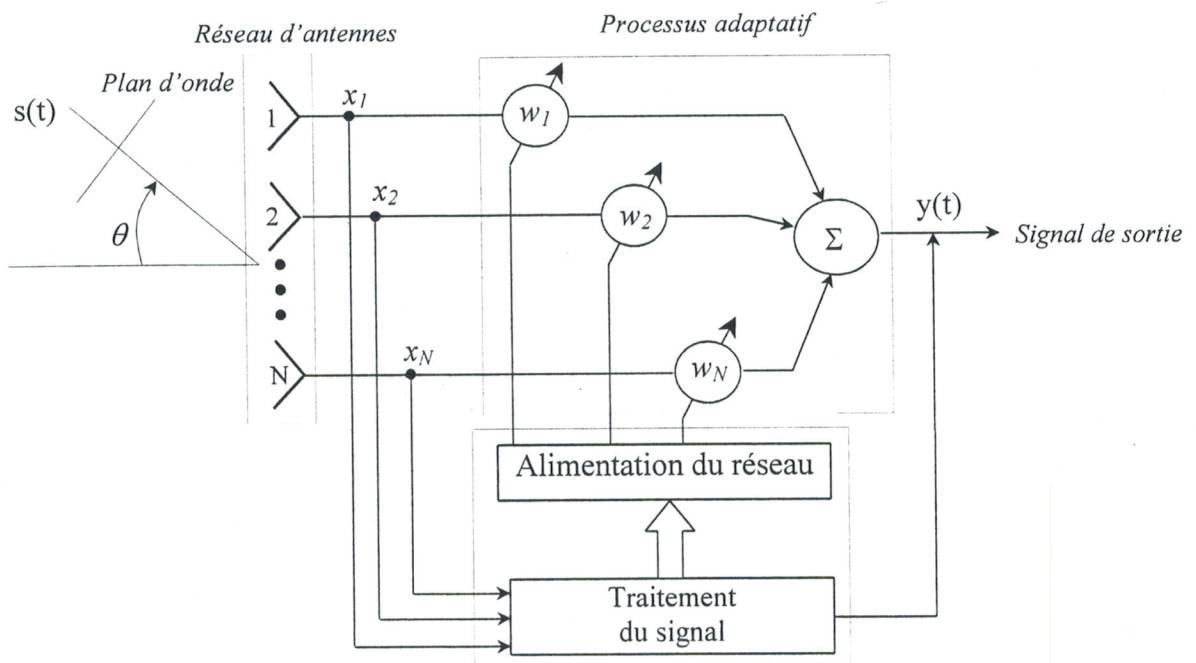 Réseau d'antennes
Processus adaptatif
Plan d'onde
s(t)
θ
1
x1
w1
2
x2
w2
Σ
y(t)
Signal de sortie
N
xN
wN
Alimentation du réseau
Traitement
du signal